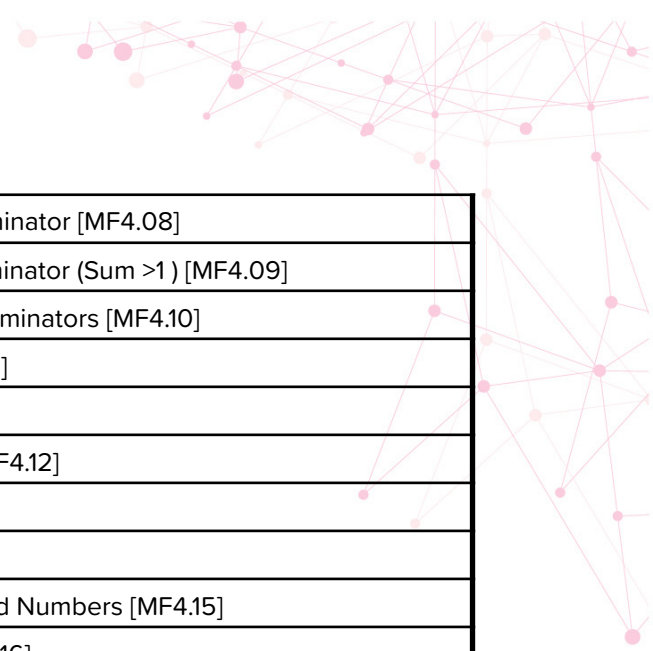 inator [MF4.08]
inator (Sum >1 ) [MF4.09]
minators [MF4.10]
]
F4.12]
d Numbers [MF4.15]